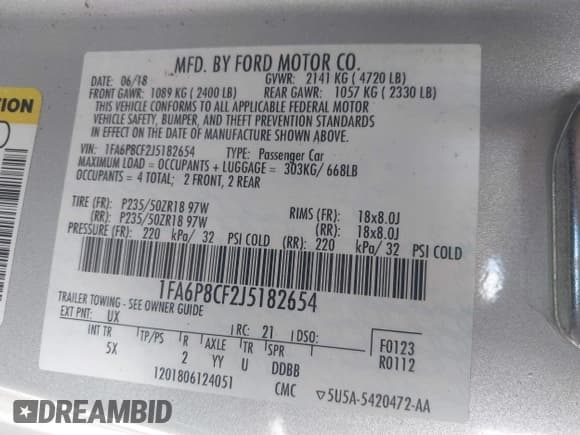 MFD. BY FORD MOTOR CO.
DATE: 06/18 GVWR: 2141 KG ( 4720 LB)
FRONT GAWR: 1089 KG ( 2400 LB) REAR GAWR: 1057 KG ( 2330 LB)
THIS VEHICLE CONFORMS TO ALL APPLICABLE FEDERAL MOTOR
VEHICLE SAFETY, BUMPER, AND THEFT PREVENTION STANDARDS
IN EFFECT ON THE DATE OF MANUFACTURE SHOWN ABOVE.
VIN: 1FA6P8CF2J5182654 TYPE: Passenger Car
MAXIMUM LOAD = OCCUPANTS + LUGGAGE = 303KG/ 668LB
OCCUPANTS = 4 TOTAL; 2 FRONT, 2 REAR
TIRE (FR): P235/50ZR18 97W RIMS (FR): 18x8.0J
(RR): P235/50ZR18 97W (RR): 18x8.0J
PRESSURE (FR): 220 kPa/ 32 PSI COLD (RR): 220 kPa/ 32 PSI COLD
1FA6P8CF2J5182654
TRAILER TOWING - SEE OWNER GUIDE
EXT PNT: UX RC: 21 DSO: F0123
INT TR TP/PS R AXLE TR SPR R0112
5X 2 YY U DDBB
1201806124051 CMC ▽5U5A-5420472-AA
TION
DREAMBID